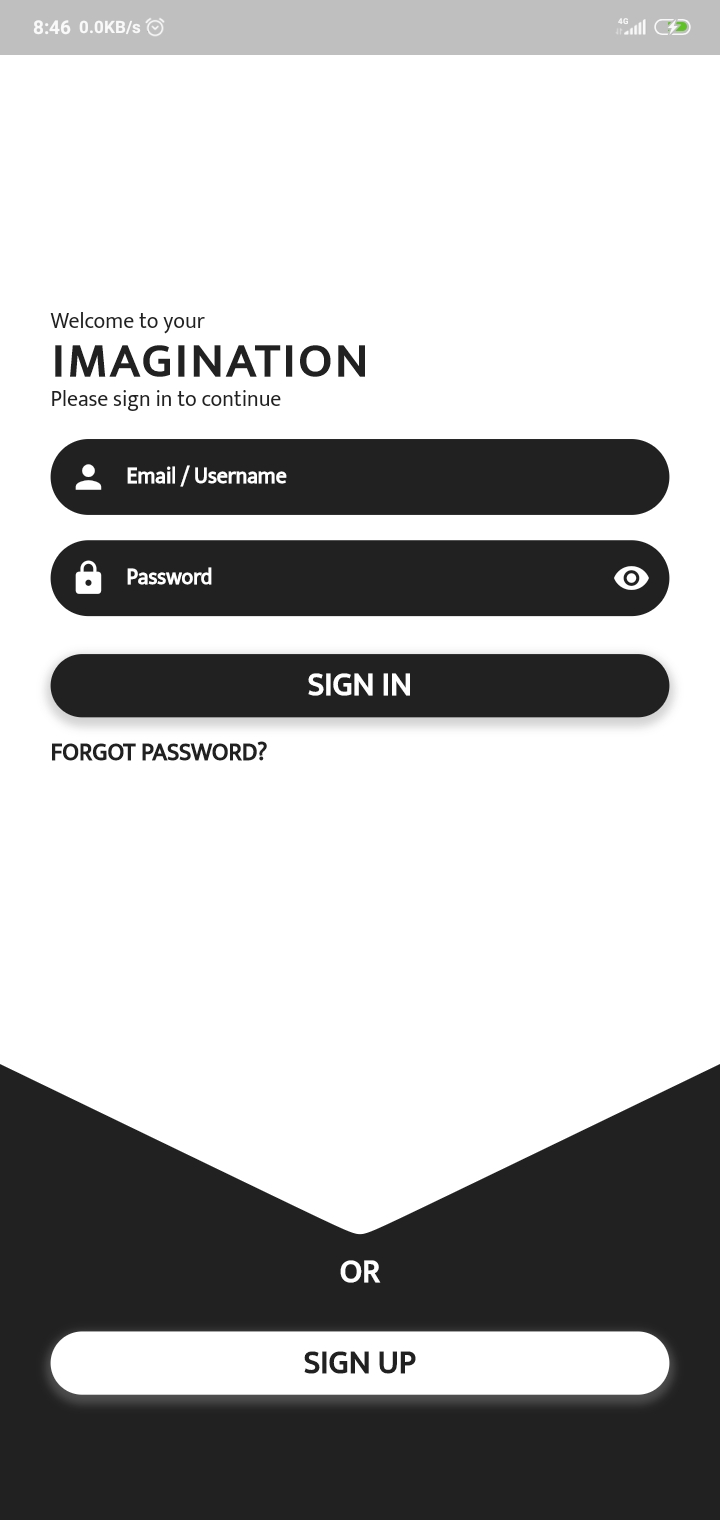 8:46 0.0KB/s
4G
Welcome to your
IMAGINATION
Please sign in to continue
Email / Username
Password
SIGN IN
FORGOT PASSWORD?
OR
SIGN UP